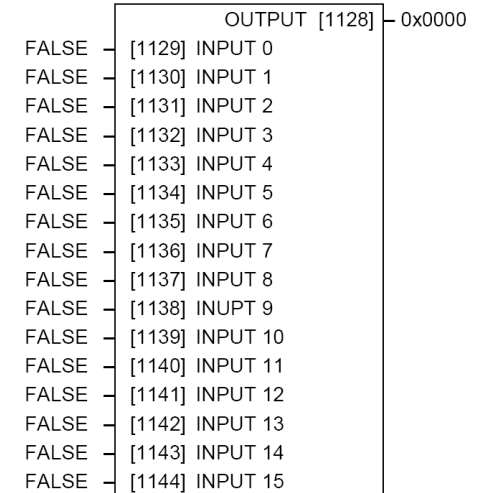 OUTPUT [1128] 0x0000
FALSE [1129] INPUT 0
FALSE [1130] INPUT 1
FALSE [1131] INPUT 2
FALSE [1132] INPUT 3
FALSE [1133] INPUT 4
FALSE [1134] INPUT 5
FALSE [1135] INPUT 6
FALSE [1136] INPUT 7
FALSE [1137] INPUT 8
FALSE [1138] INUPT 9
FALSE [1139] INPUT 10
FALSE [1140] INPUT 11
FALSE [1141] INPUT 12
FALSE [1142] INPUT 13
FALSE [1143] INPUT 14
FALSE [1144] INPUT 15